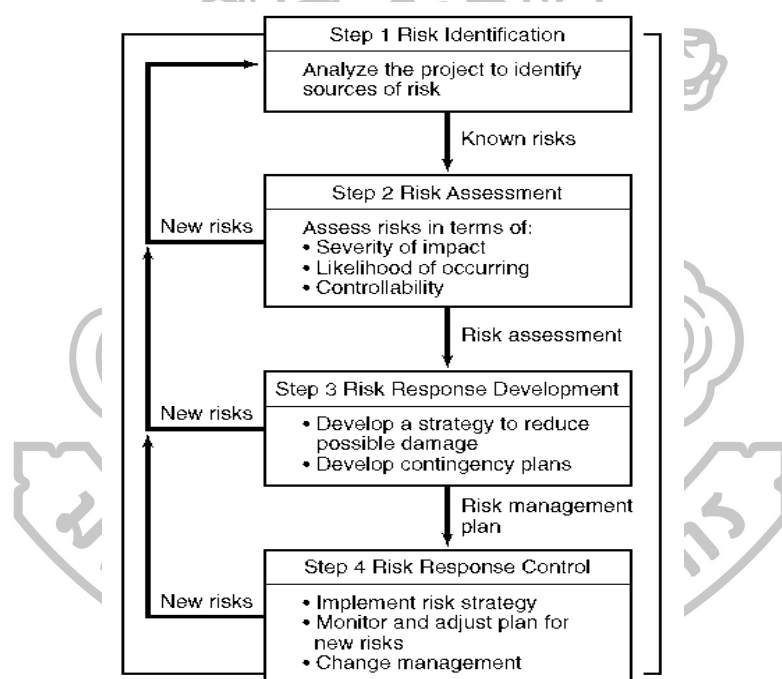 Step 1 Risk Identification
Analyze the project to identify
sources of risk
Known risks
Step 2 Risk Assessment
New risks
Assess risks in terms of:
• Severity of impact
• Likelihood of occurring
• Controllability
Risk assessment
Step 3 Risk Response Development
New risks
• Develop a strategy to reduce
possible damage
• Develop contingency plans
Risk management
plan
Step 4 Risk Response Control
New risks
• Implement risk strategy
• Monitor and adjust plan for
new risks
• Change management